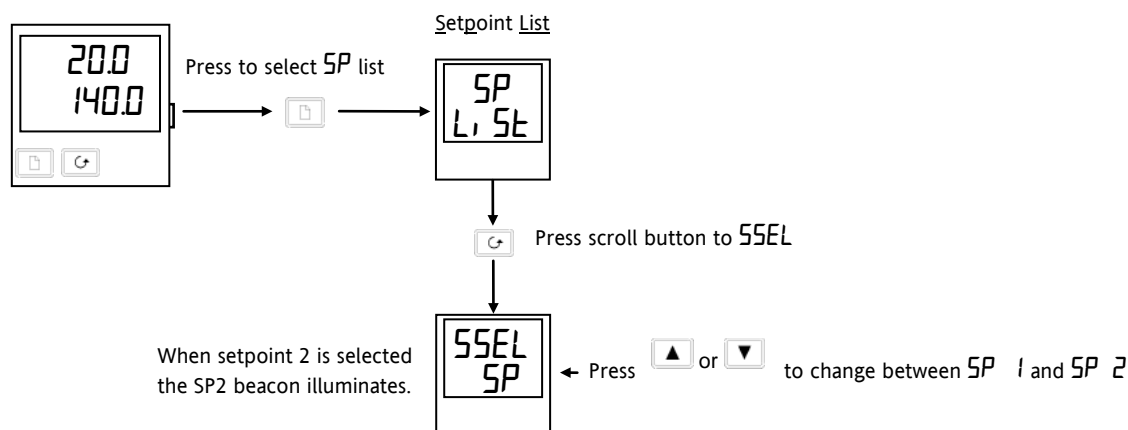 Setpoint List
20.0
140.0
Press to select SP list
SP
LiSt
Press scroll button to SSEL
SSEL
SP
When setpoint 2 is selected
the SP2 beacon illuminates.
Press ▲ or ▼ to change between SP 1 and SP 2